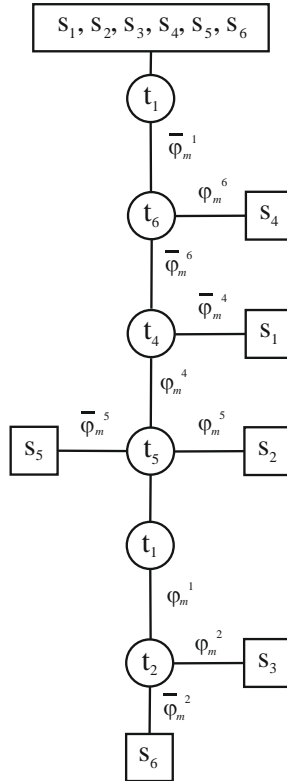 s₁, s₂, s₃, s₄, s₅, s₆
t₁
φ̅ₘ¹
φₘ⁶
t₆
s₄
φ̅ₘ⁶
φ̅ₘ⁴
t₄
s₁
φₘ⁴
φ̅ₘ⁵
φₘ⁵
s₅
t₅
s₂
t₁
φₘ¹
φₘ²
t₂
s₃
φ̅ₘ²
s₆